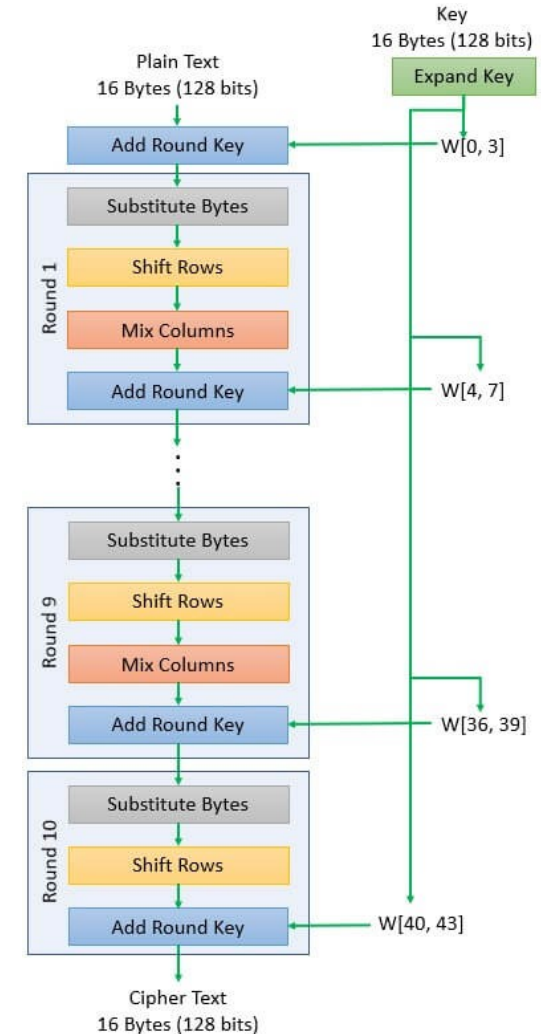 Key
16 Bytes (128 bits)
Expand Key
Plain Text
16 Bytes (128 bits)
Add Round Key
W[0, 3]
Round 1
Substitute Bytes
Shift Rows
Mix Columns
Add Round Key
W[4, 7]
Round 9
Substitute Bytes
Shift Rows
Mix Columns
Add Round Key
W[36, 39]
Round 10
Substitute Bytes
Shift Rows
Add Round Key
W[40, 43]
Cipher Text
16 Bytes (128 bits)